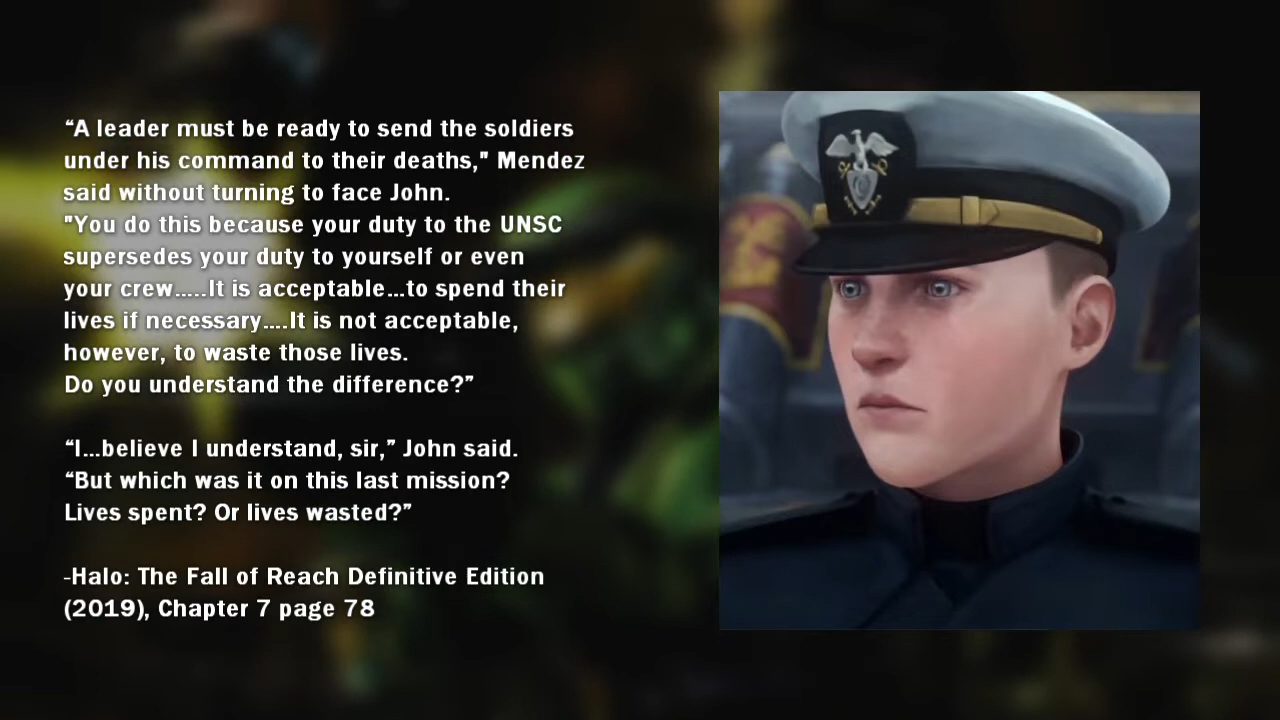 “A leader must be ready to send the soldiers
under his command to their deaths," Mendez
said without turning to face John.
"You do this because your duty to the UNSC
supersedes your duty to yourself or even
your crew.....It is acceptable...to spend their
lives if necessary....It is not acceptable,
however, to waste those lives.
Do you understand the difference?”
“I...believe I understand, sir,” John said.
“But which was it on this last mission?
Lives spent? Or lives wasted?”
-Halo: The Fall of Reach Definitive Edition
(2019), Chapter 7 page 78